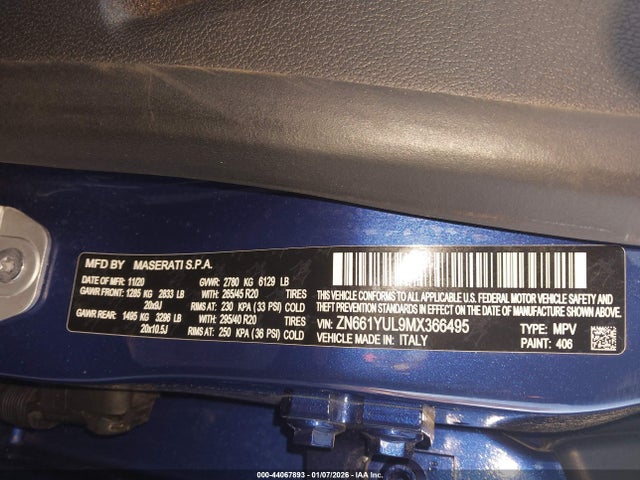 MFD BY MASERATI S.P.A.
DATE OF MFR: 11/20 GVWR: 2780 KG 6129 LB
GAWR FRONT: 1285 KG 2833 LB WITH: 265/45 R20 TIRES
20x9J RIMS AT: 230 KPA (33 PSI) COLD
GAWR REAR: 1495 KG 3296 LB WITH: 295/40 R20 TIRES
20x10.5J RIMS AT: 250 KPA (36 PSI) COLD
THIS VEHICLE CONFORMS TO ALL APPLICABLE U.S. FEDERAL MOTOR VEHICLE SAFETY, BUMPER, AND
THEFT PREVENTION STANDARDS IN EFFECT ON THE DATE OF MANUFACTURE SHOWN ABOVE.
VIN: ZN661YUL9MX366495 TYPE: MPV
VEHICLE MADE IN: ITALY PAINT: 406
000-44067893 - 01/07/2026 - IAA Inc.